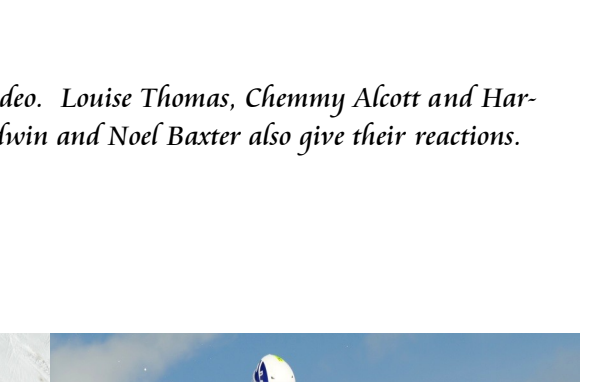 deo. Louise Thomas, Chemmy Alcott and Har-
dwin and Noel Baxter also give their reactions.